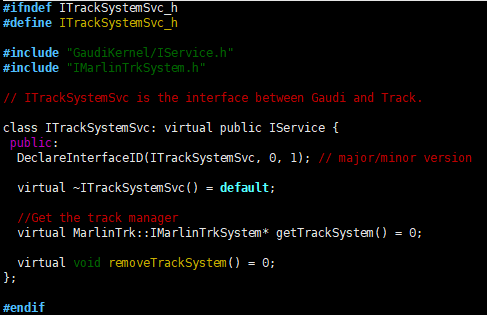 #ifndef ITrackSystemSvc_h
#define ITrackSystemSvc_h

#include "GaudiKernel/IService.h"
#include "IMarlinTrkSystem.h"

// ITrackSystemSvc is the interface between Gaudi and Track.

class ITrackSystemSvc: virtual public IService {
 public:
  DeclareInterfaceID(ITrackSystemSvc, 0, 1); // major/minor version

  virtual ~ITrackSystemSvc() = default;

  //Get the track manager
  virtual MarlinTrk::IMarlinTrkSystem* getTrackSystem() = 0;

  virtual void removeTrackSystem() = 0;
};

#endif